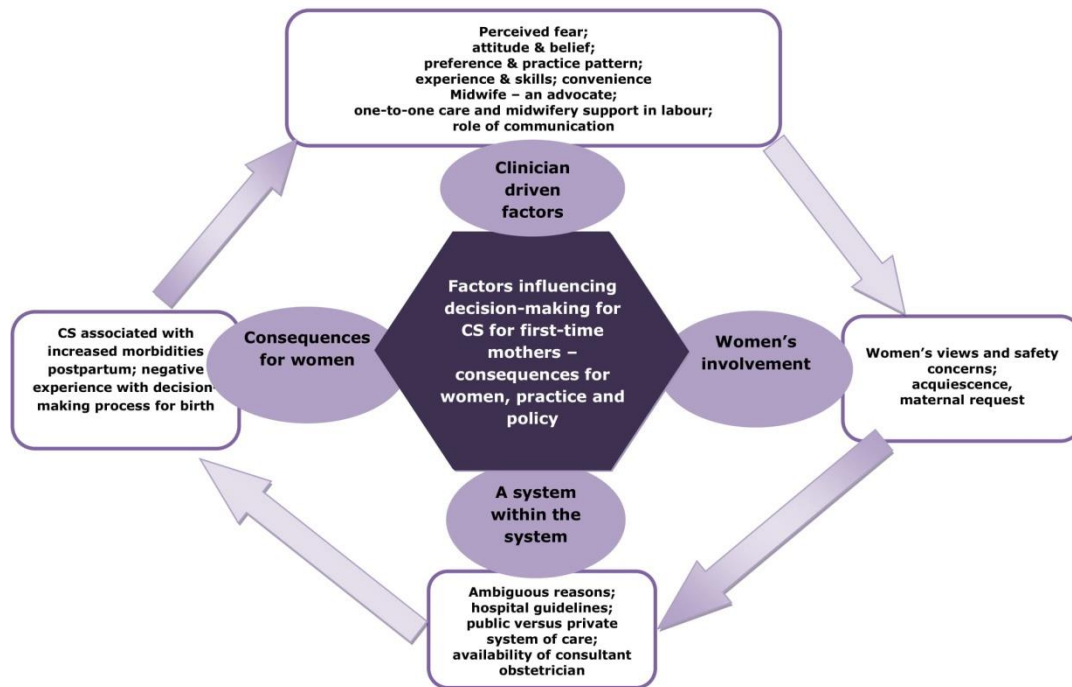 Perceived fear;
attitude & belief;
preference & practice pattern;
experience & skills; convenience
Midwife – an advocate;
one-to-one care and midwifery support in labour;
role of communication
Clinician
driven
factors
Factors influencing
decision-making for
CS for first-time
mothers –
consequences for
women, practice and
policy
Consequences
for women
CS associated with
increased morbidities
postpartum; negative
experience with decision-
making process for birth
Women's
involvement
Women's views and safety
concerns;
acquiescence,
maternal request
A system
within the
system
Ambiguous reasons;
hospital guidelines;
public versus private
system of care;
availability of consultant
obstetrician